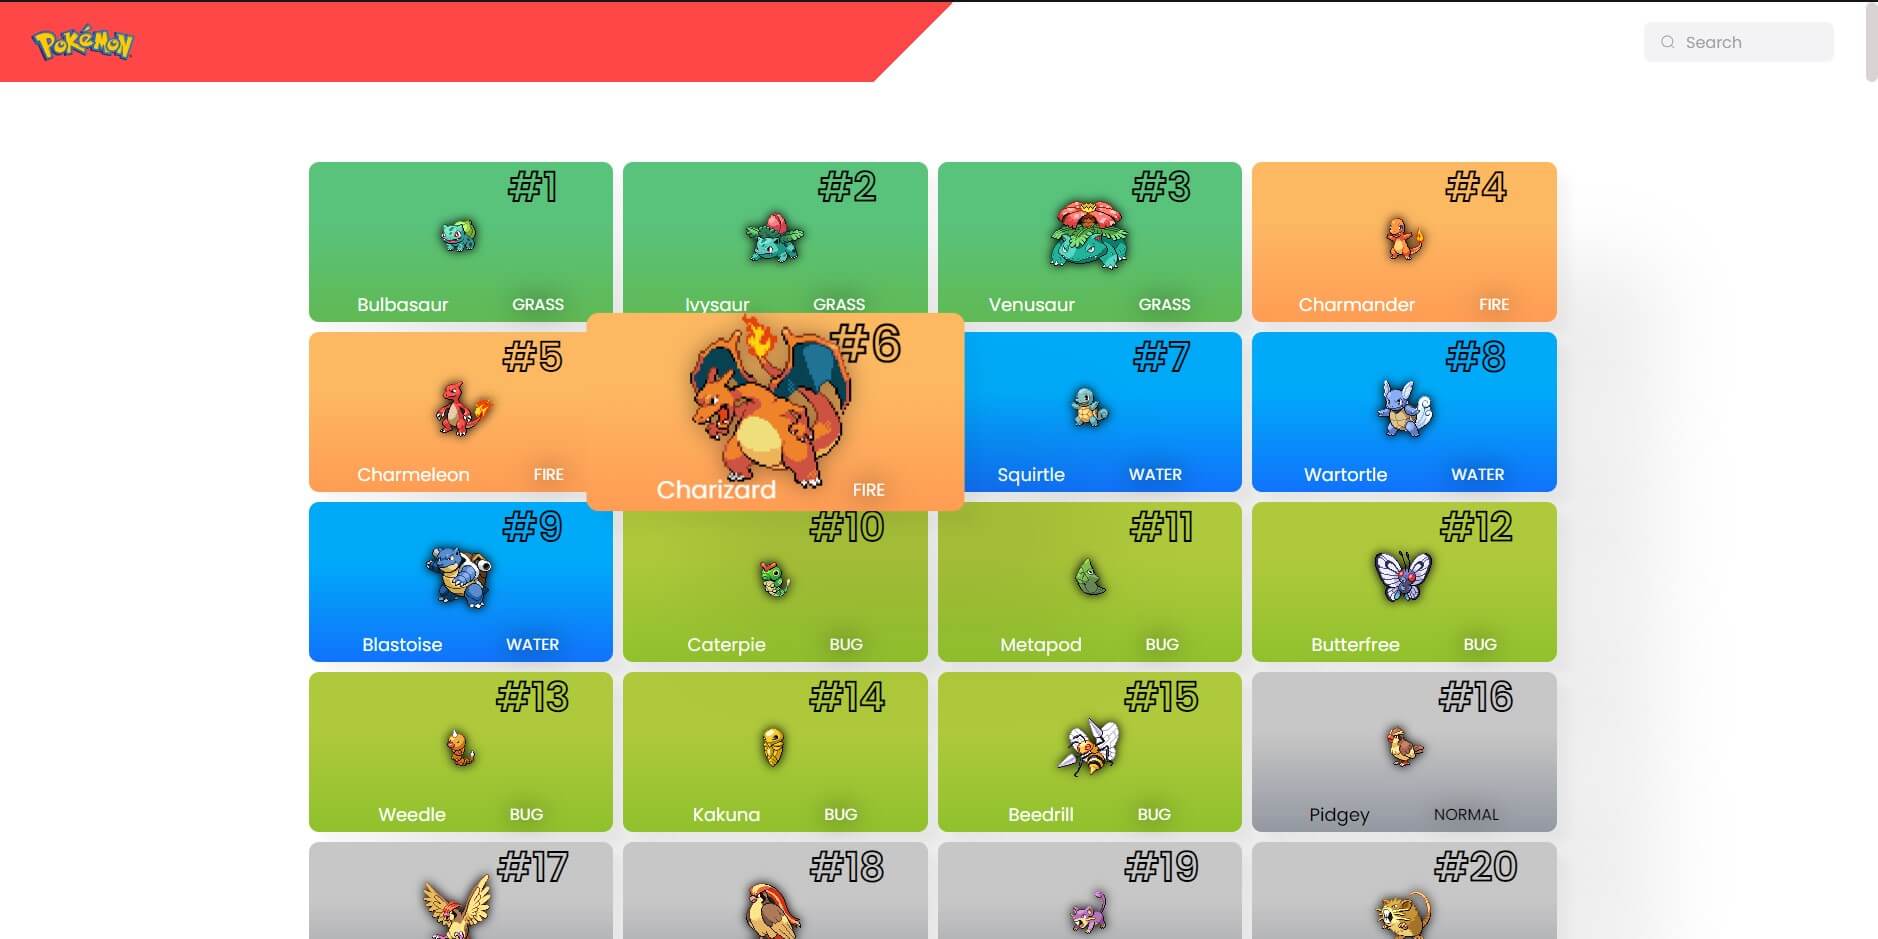 POKéMON
Search
#1
#2
#3
#4
Bulbasaur GRASS
Ivysaur GRASS
Venusaur GRASS
Charmander FIRE
#5
#6
#7
#8
Charmeleon FIRE
Charizard FIRE
Squirtle WATER
Wartortle WATER
#9
#10
#11
#12
Blastoise WATER
Caterpie BUG
Metapod BUG
Butterfree BUG
#13
#14
#15
#16
Weedle BUG
Kakuna BUG
Beedrill BUG
Pidgey NORMAL
#17
#18
#19
#20